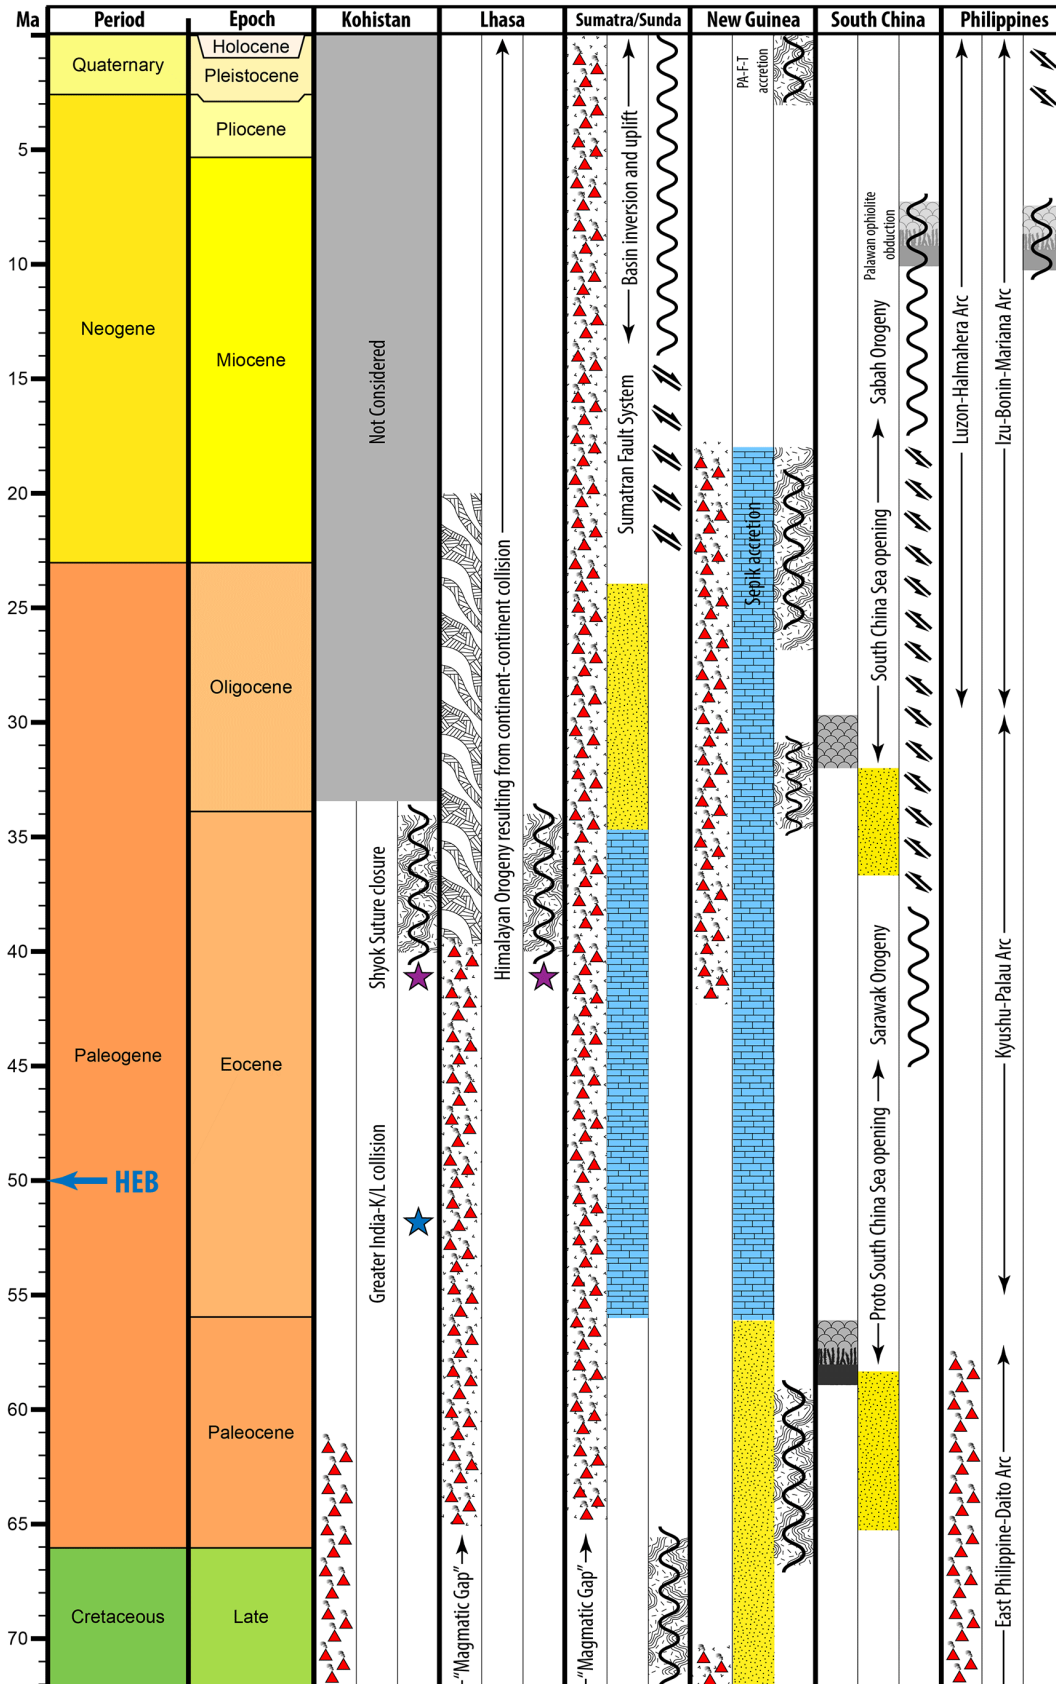 Ma Period Epoch Kohistan Lhasa Sumatra/Sunda New Guinea South China Philippines
Holocene
Quaternary
Pleistocene
PA-F-T
accretion
Pliocene
5
Basin inversion and uplift
Palawan ophiolite
obduction
10
Neogene
Miocene
Not Considered
Sabah Orogeny
Luzon-Halmahera Arc
Izu-Bonin-Mariana Arc
15
Sumatran Fault System
20
Sepik accretion
South China Sea opening
25
Himalayan Orogeny resulting from continent-continent collision
Oligocene
30
35
Shyok Suture closure
40
Sarawak Orogeny
Kyushu-Palau Arc
Paleogene
Eocene
45
50
HEB
Greater India-K/L collision
Proto South China Sea opening
55
60
Paleocene
65
East Philippine-Daito Arc
Cretaceous
Late
"Magmatic Gap"
"Magmatic Gap"
70